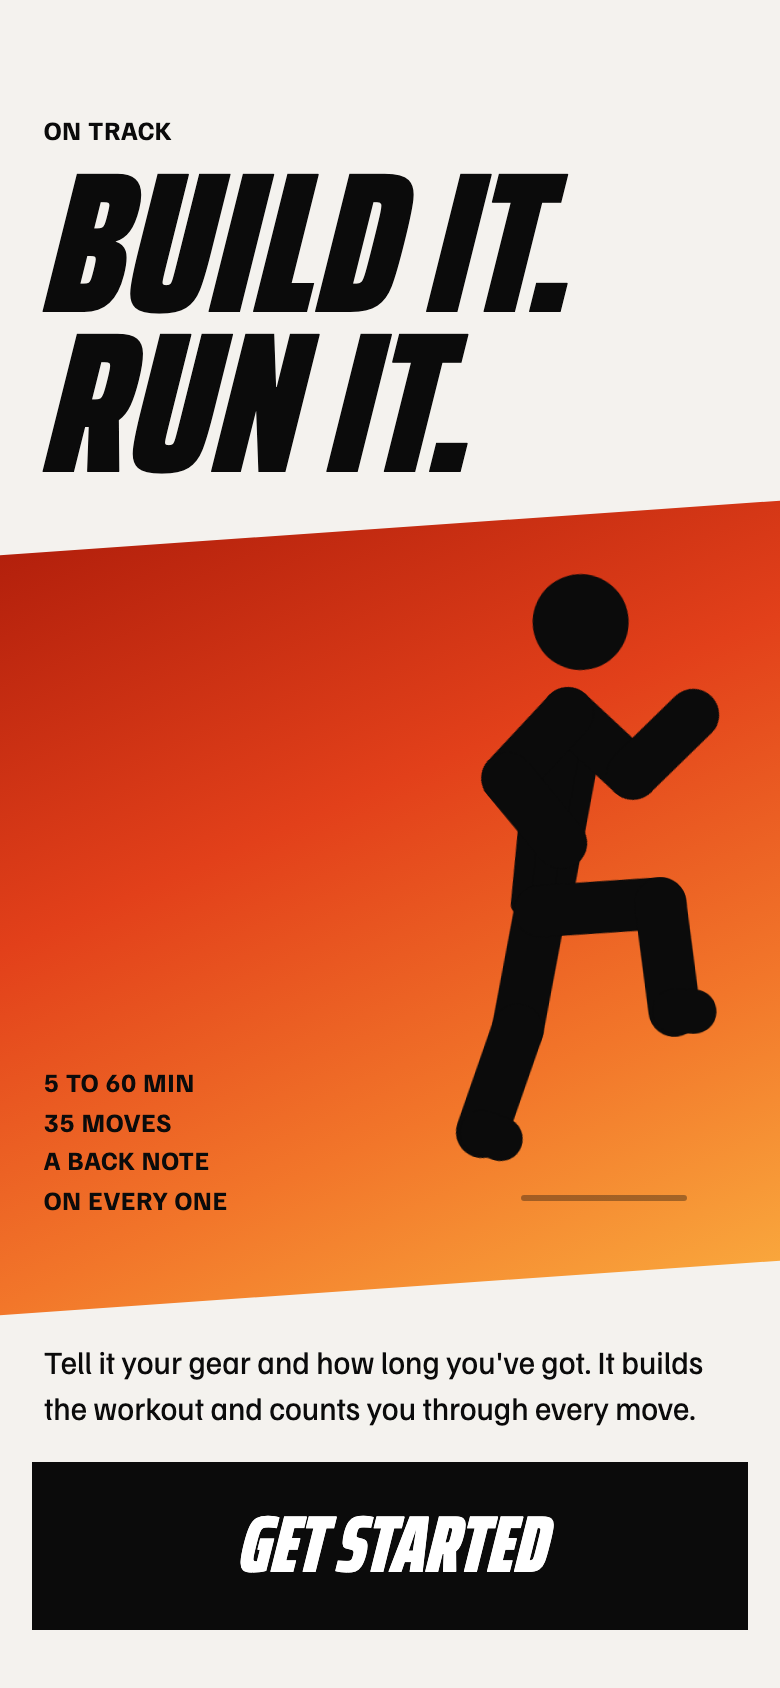 ON TRACK
BUILD IT.
RUN IT.
5 TO 60 MIN
35 MOVES
A BACK NOTE
ON EVERY ONE
Tell it your gear and how long you've got. It builds
the workout and counts you through every move.
GET STARTED